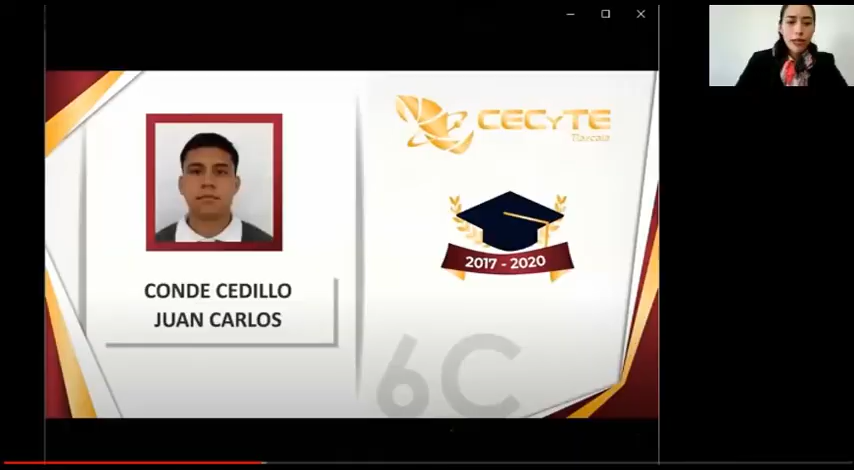 CECyTE
Tlaxcala
2017 - 2020
CONDE CEDILLO
JUAN CARLOS
6C